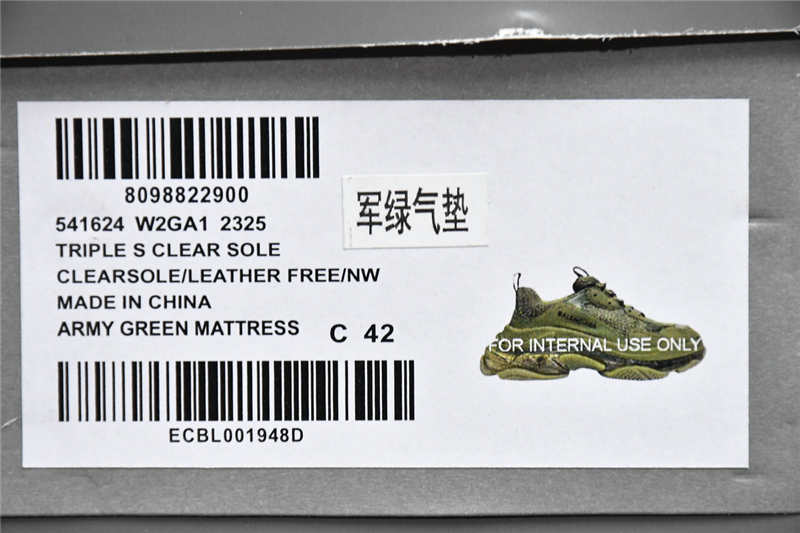 8098822900
541624 W2GA1 2325
TRIPLE S CLEAR SOLE
CLEARSOLE/LEATHER FREE/NW
MADE IN CHINA
ARMY GREEN MATTRESS C 42
ECBL001948D
军绿气垫
BALENCIAGA
FOR INTERNAL USE ONLY